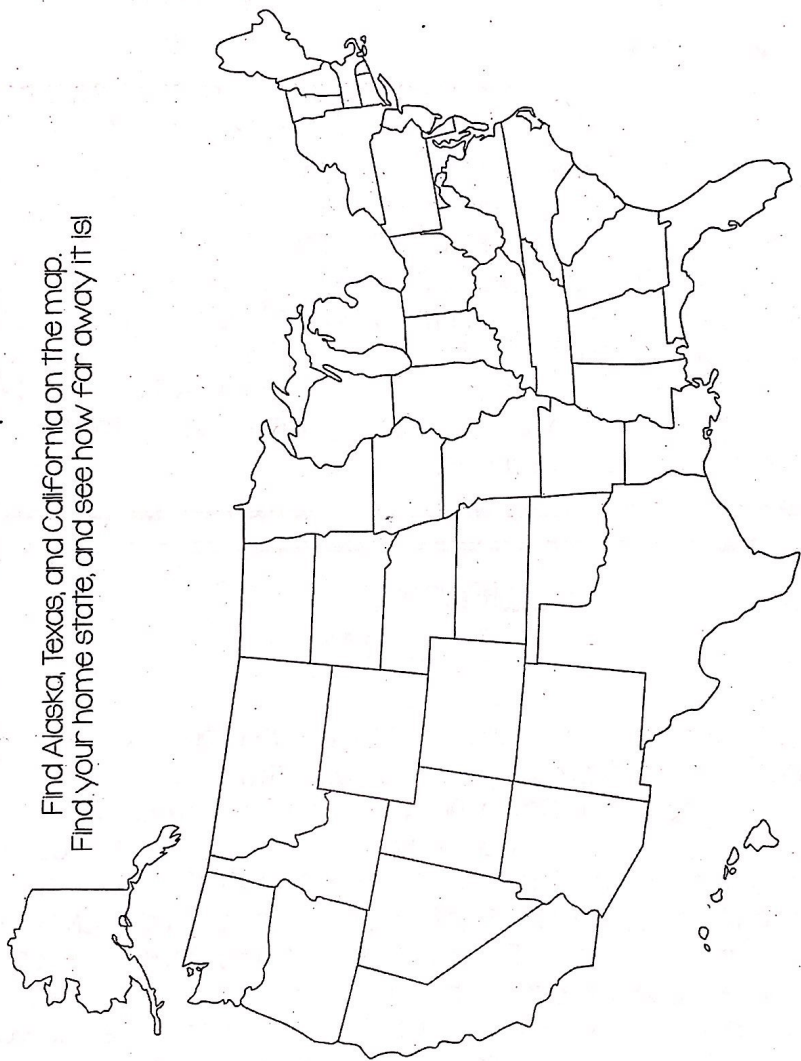 Find Alaska, Texas, and California on the map.
Find your home state, and see how far away it is!